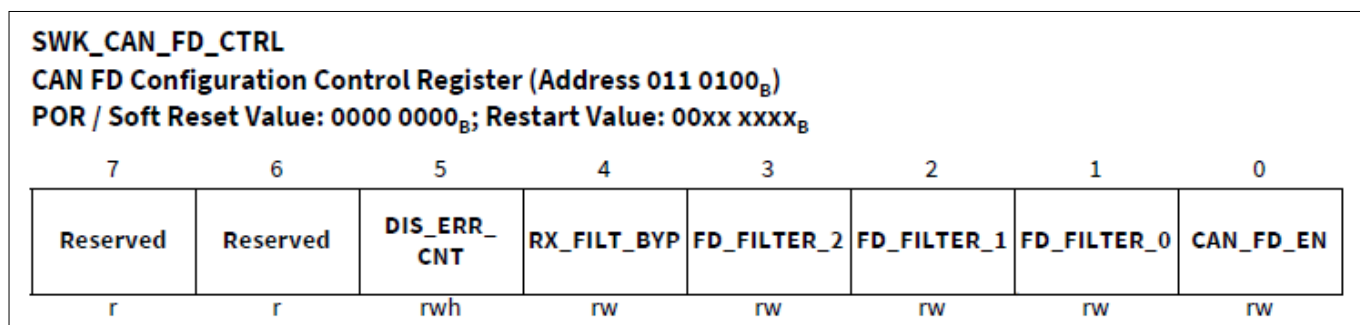 SWK_CAN_FD_CTRL
CAN FD Configuration Control Register (Address 011 0100B)
POR / Soft Reset Value: 0000 0000B; Restart Value: 00xx xxxxB
7 6 5 4 3 2 1 0
Reserved Reserved DIS_ERR_ RX_FILT_BYP FD_FILTER_2 FD_FILTER_1 FD_FILTER_0 CAN_FD_EN
CNT
r r rwh rw rw rw rw rw